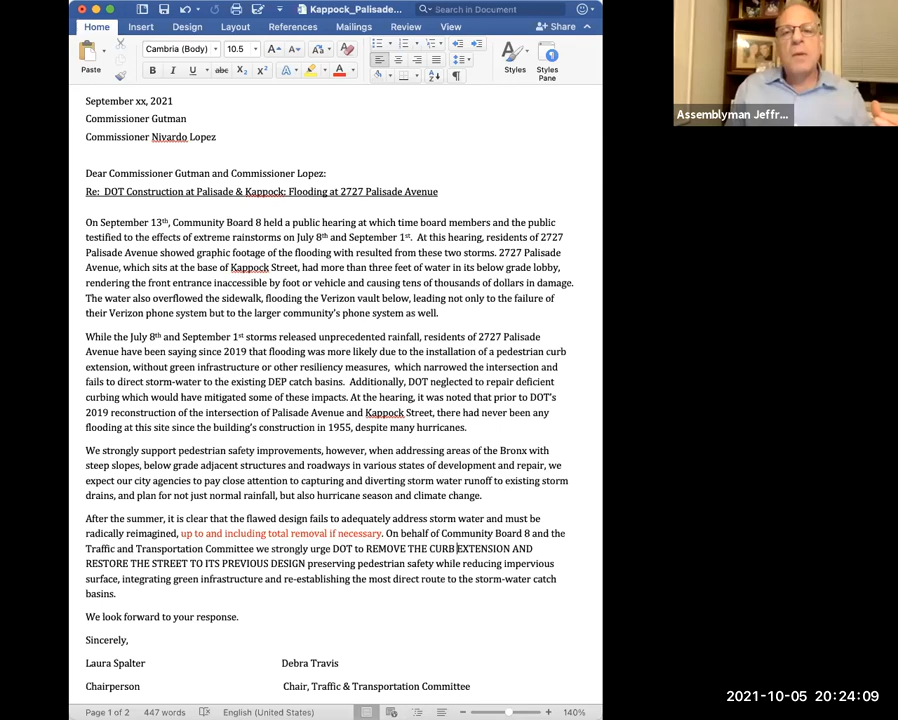 Kappock_Palisade...
Search in Document
Home Insert Design Layout References Mailings Review View Share
Paste
Cambria (Body) 10.5
Styles
Styles Pane
September xx, 2021
Commissioner Gutman
Commissioner Nivardo Lopez
Dear Commissioner Gutman and Commissioner Lopez:
Re: DOT Construction at Palisade & Kappock: Flooding at 2727 Palisade Avenue
On September 13th, Community Board 8 held a public hearing at which time board members and the public
testified to the effects of extreme rainstorms on July 8th and September 1st. At this hearing, residents of 2727
Palisade Avenue showed graphic footage of the flooding with resulted from these two storms. 2727 Palisade
Avenue, which sits at the base of Kappock Street, had more than three feet of water in its below grade lobby,
rendering the front entrance inaccessible by foot or vehicle and causing tens of thousands of dollars in damage.
The water also overflowed the sidewalk, flooding the Verizon vault below, leading not only to the failure of
their Verizon phone system but to the larger community's phone system as well.
While the July 8th and September 1st storms released unprecedented rainfall, residents of 2727 Palisade
Avenue have been saying since 2019 that flooding was more likely due to the installation of a pedestrian curb
extension, without green infrastructure or other resiliency measures, which narrowed the intersection and
fails to direct storm-water to the existing DEP catch basins. Additionally, DOT neglected to repair deficient
curbing which would have mitigated some of these impacts. At the hearing, it was noted that prior to DOT's
2019 reconstruction of the intersection of Palisade Avenue and Kappock Street, there had never been any
flooding at this site since the building's construction in 1955, despite many hurricanes.
We strongly support pedestrian safety improvements, however, when addressing areas of the Bronx with
steep slopes, below grade adjacent structures and roadways in various states of development and repair, we
expect our city agencies to pay close attention to capturing and diverting storm water runoff to existing storm
drains, and plan for not just normal rainfall, but also hurricane season and climate change.
After the summer, it is clear that the flawed design fails to adequately address storm water and must be
radically reimagined, up to and including total removal if necessary. On behalf of Community Board 8 and the
Traffic and Transportation Committee we strongly urge DOT to REMOVE THE CURB EXTENSION AND
RESTORE THE STREET TO ITS PREVIOUS DESIGN preserving pedestrian safety while reducing impervious
surface, integrating green infrastructure and re-establishing the most direct route to the storm-water catch
basins.
We look forward to your response.
Sincerely,
Laura Spalter Debra Travis
Chairperson Chair, Traffic & Transportation Committee
Page 1 of 2 447 words English (United States) 140%
Assemblyman Jeffr...
2021-10-05 20:24:09